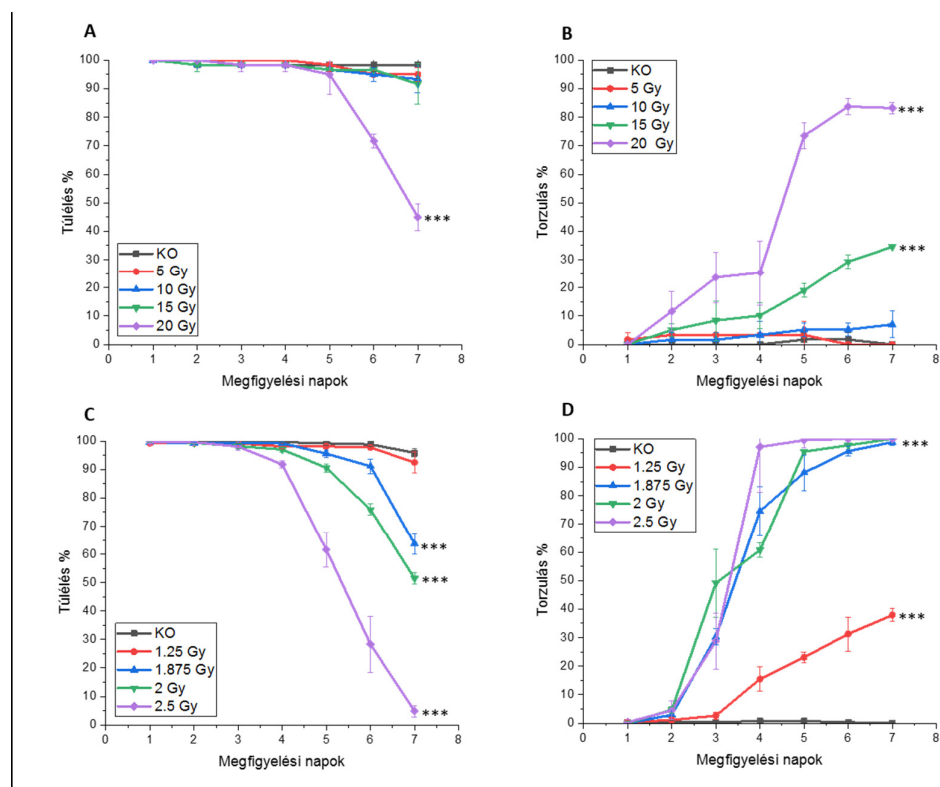 A
Túlélés %
100
90
80
70
60
50
40
30
20
10
0
KO
5 Gy
10 Gy
15 Gy
20 Gy
***
0 1 2 3 4 5 6 7 8
Megfigyelési napok
B
Torzulás %
100
90
80
70
60
50
40
30
20
10
0
KO
5 Gy
10 Gy
15 Gy
20 Gy
***
***
0 1 2 3 4 5 6 7 8
Megfigyelési napok
C
Túlélés %
100
90
80
70
60
50
40
30
20
10
0
KO
1.25 Gy
1.875 Gy
2 Gy
2.5 Gy
***
***
***
0 1 2 3 4 5 6 7 8
Megfigyelési napok
D
Torzulás %
100
90
80
70
60
50
40
30
20
10
0
KO
1.25 Gy
1.875 Gy
2 Gy
2.5 Gy
***
***
0 1 2 3 4 5 6 7 8
Megfigyelési napok